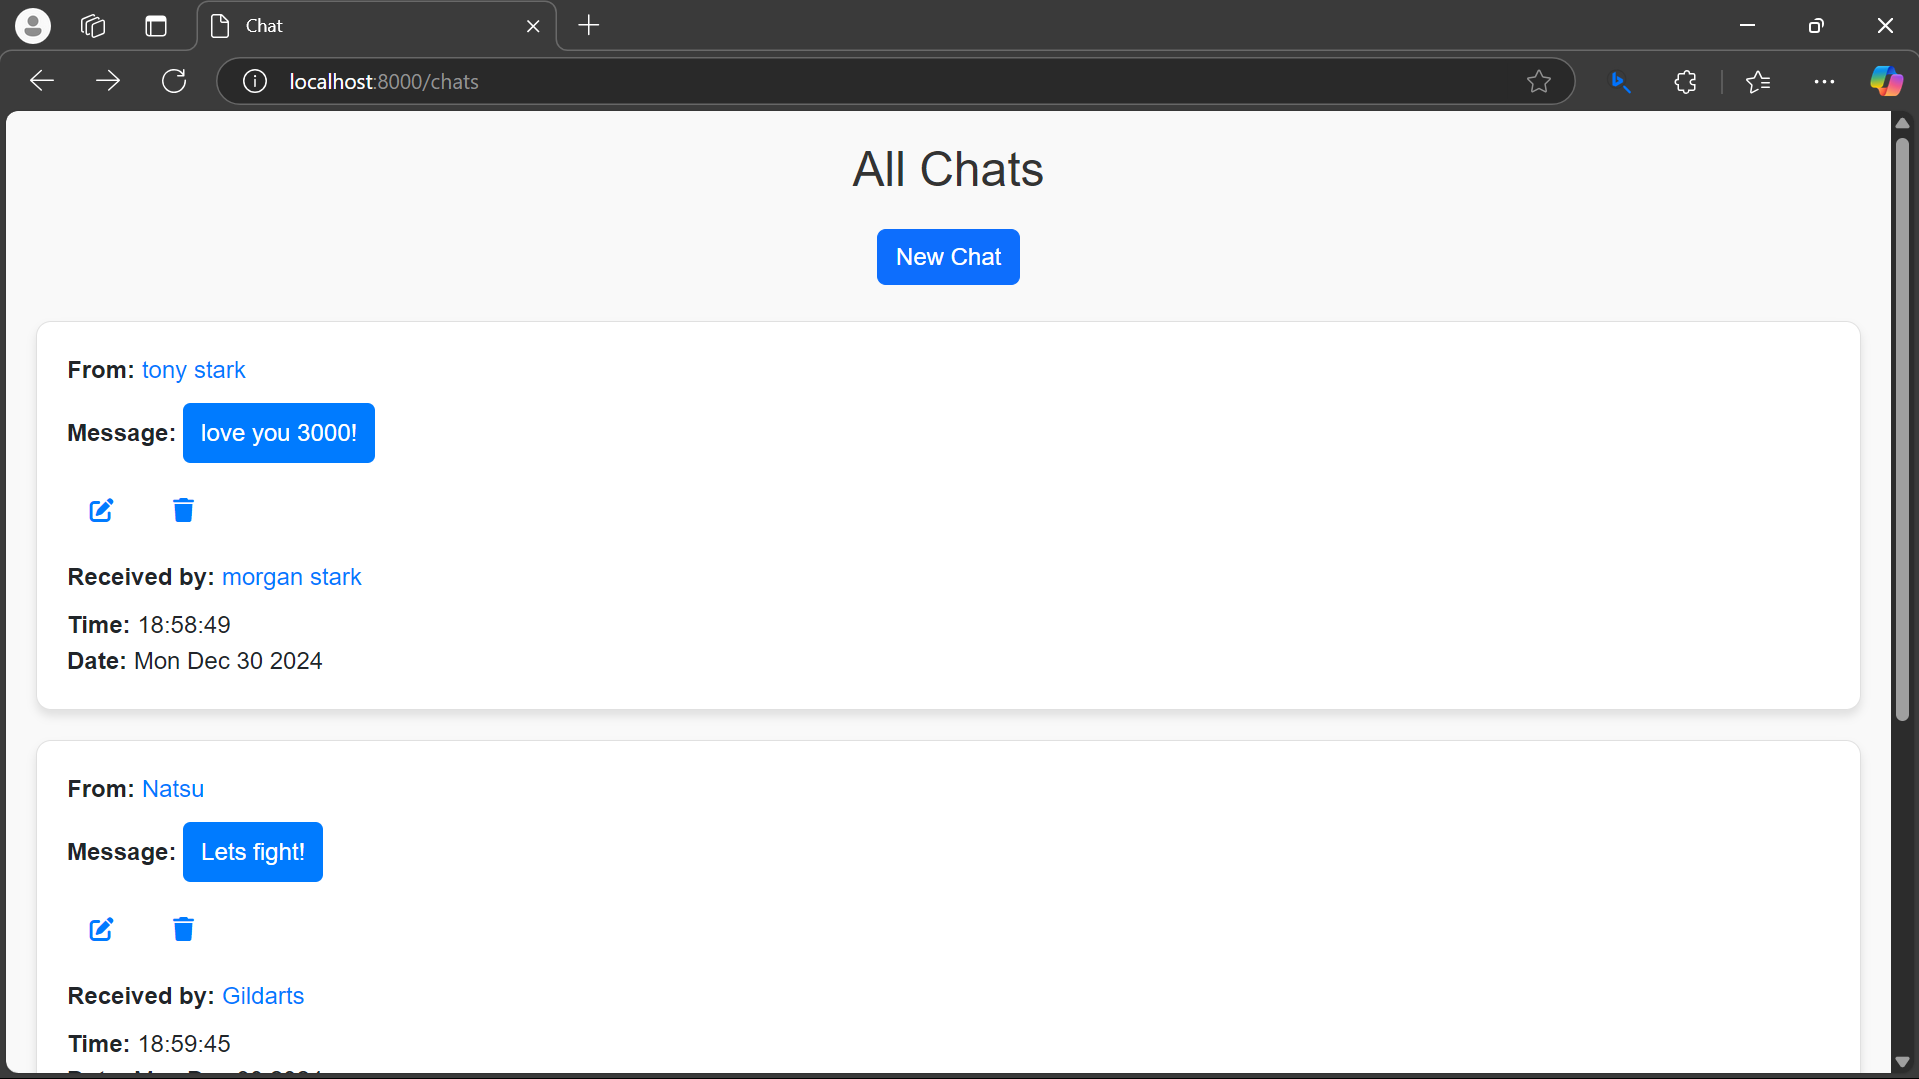 Chat
localhost:8000/chats
All Chats
New Chat
From: tony stark
Message: love you 3000!
Received by: morgan stark
Time: 18:58:49
Date: Mon Dec 30 2024
From: Natsu
Message: Lets fight!
Received by: Gildarts
Time: 18:59:45